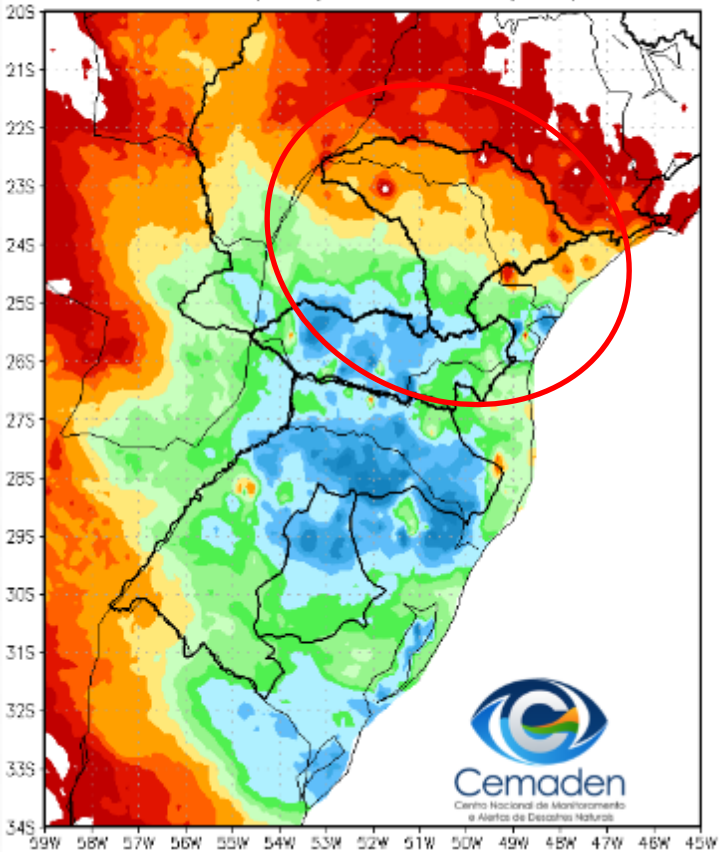 20S
21S
22S
23S
24S
25S
26S
27S
28S
29S
30S
31S
32S
33S
34S
59W 58W 57W 56W 55W 54W 53W 52W 51W 50W 49W 48W 47W 46W 45W
Cemaden
Centro Nacional de Monitoramento
e Alertas de Desastres Naturais